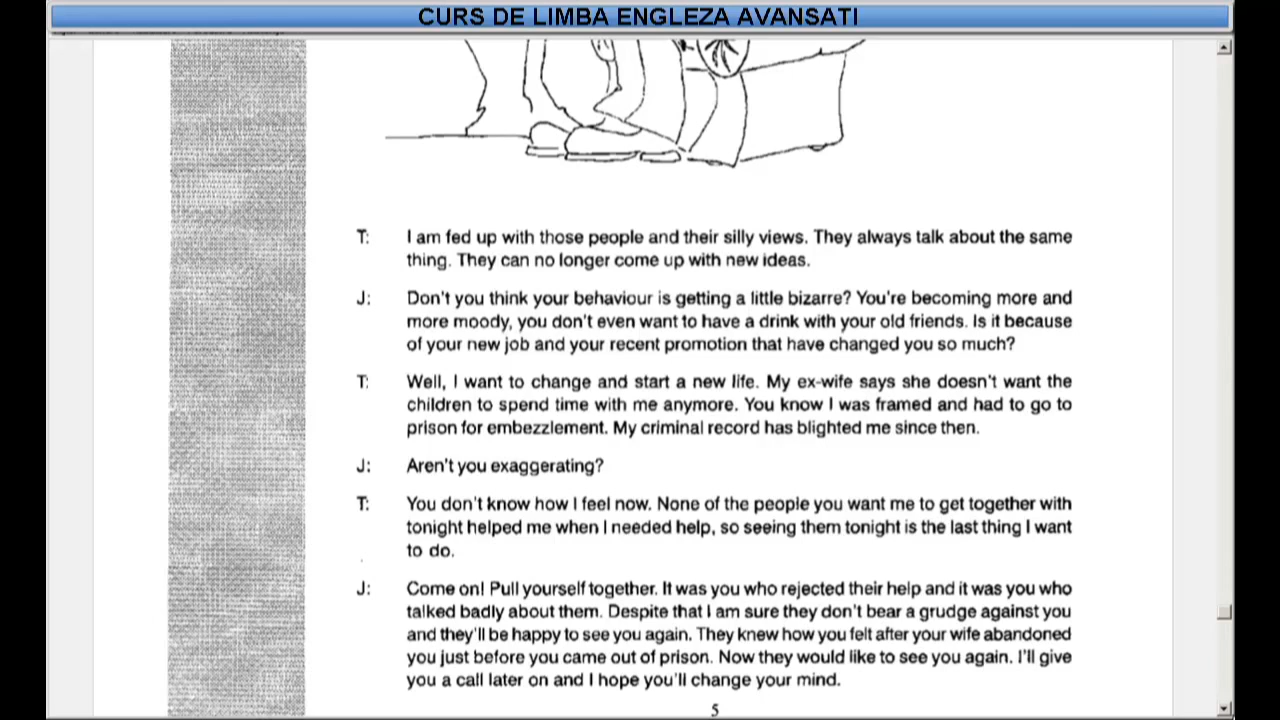 CURS DE LIMBA ENGLEZA AVANSATI
T: I am fed up with those people and their silly views. They always talk about the same
thing. They can no longer come up with new ideas.
J: Don't you think your behaviour is getting a little bizarre? You're becoming more and
more moody, you don't even want to have a drink with your old friends. Is it because
of your new job and your recent promotion that have changed you so much?
T: Well, I want to change and start a new life. My ex-wife says she doesn't want the
children to spend time with me anymore. You know I was framed and had to go to
prison for embezzlement. My criminal record has blighted me since then.
J: Aren't you exaggerating?
T: You don't know how I feel now. None of the people you want me to get together with
tonight helped me when I needed help, so seeing them tonight is the last thing I want
to do.
J: Come on! Pull yourself together. It was you who rejected their help and it was you who
talked badly about them. Despite that I am sure they don't bear a grudge against you
and they'll be happy to see you again. They knew how you felt after your wife abandoned
you just before you came out of prison. Now they would like to see you again. I'll give
you a call later on and I hope you'll change your mind.
5